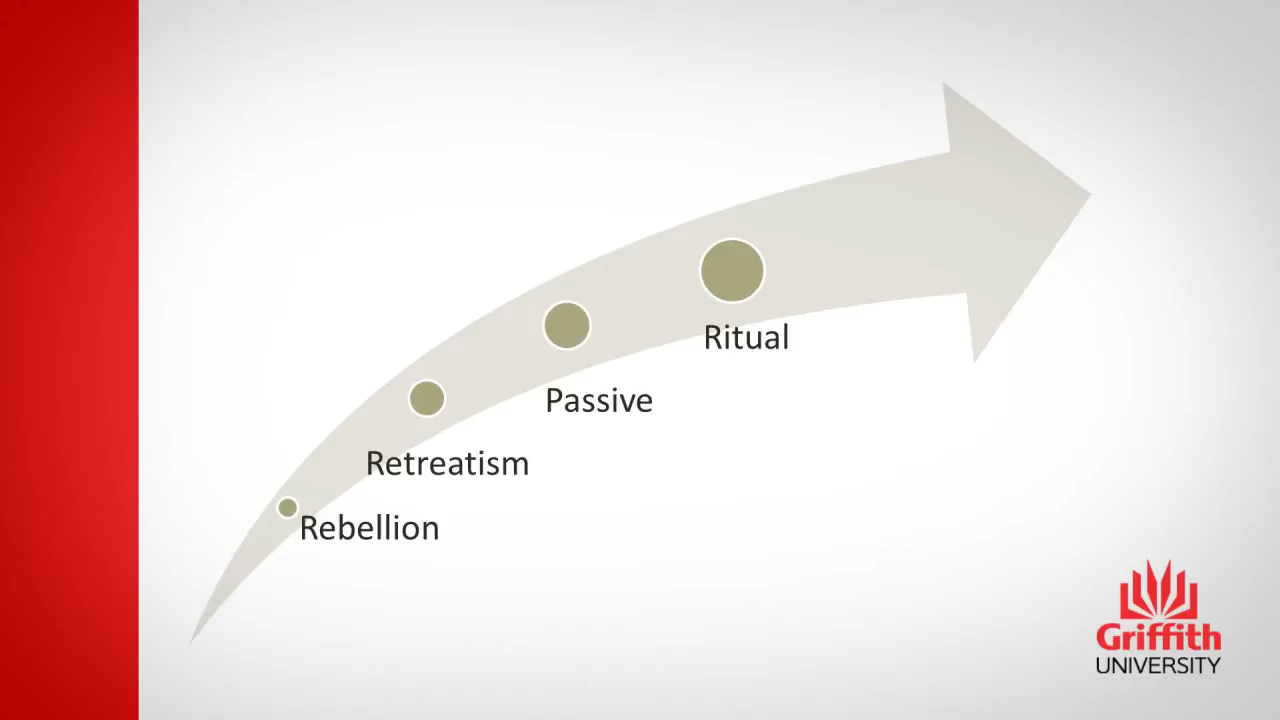 Ritual
Passive
Retreatism
Rebellion
Griffith
UNIVERSITY